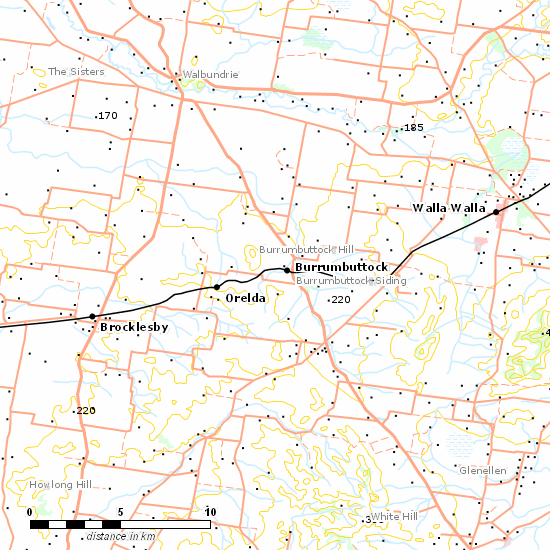 The Sisters
Walbundrie
170
185
Walla Walla
Burrumbuttock Hill
Burrumbuttock
Burrumbuttock Siding
Orelda
220
Brocklesby
220
Glenellen
Howlong Hill
White Hill
0 5 10
distance in km